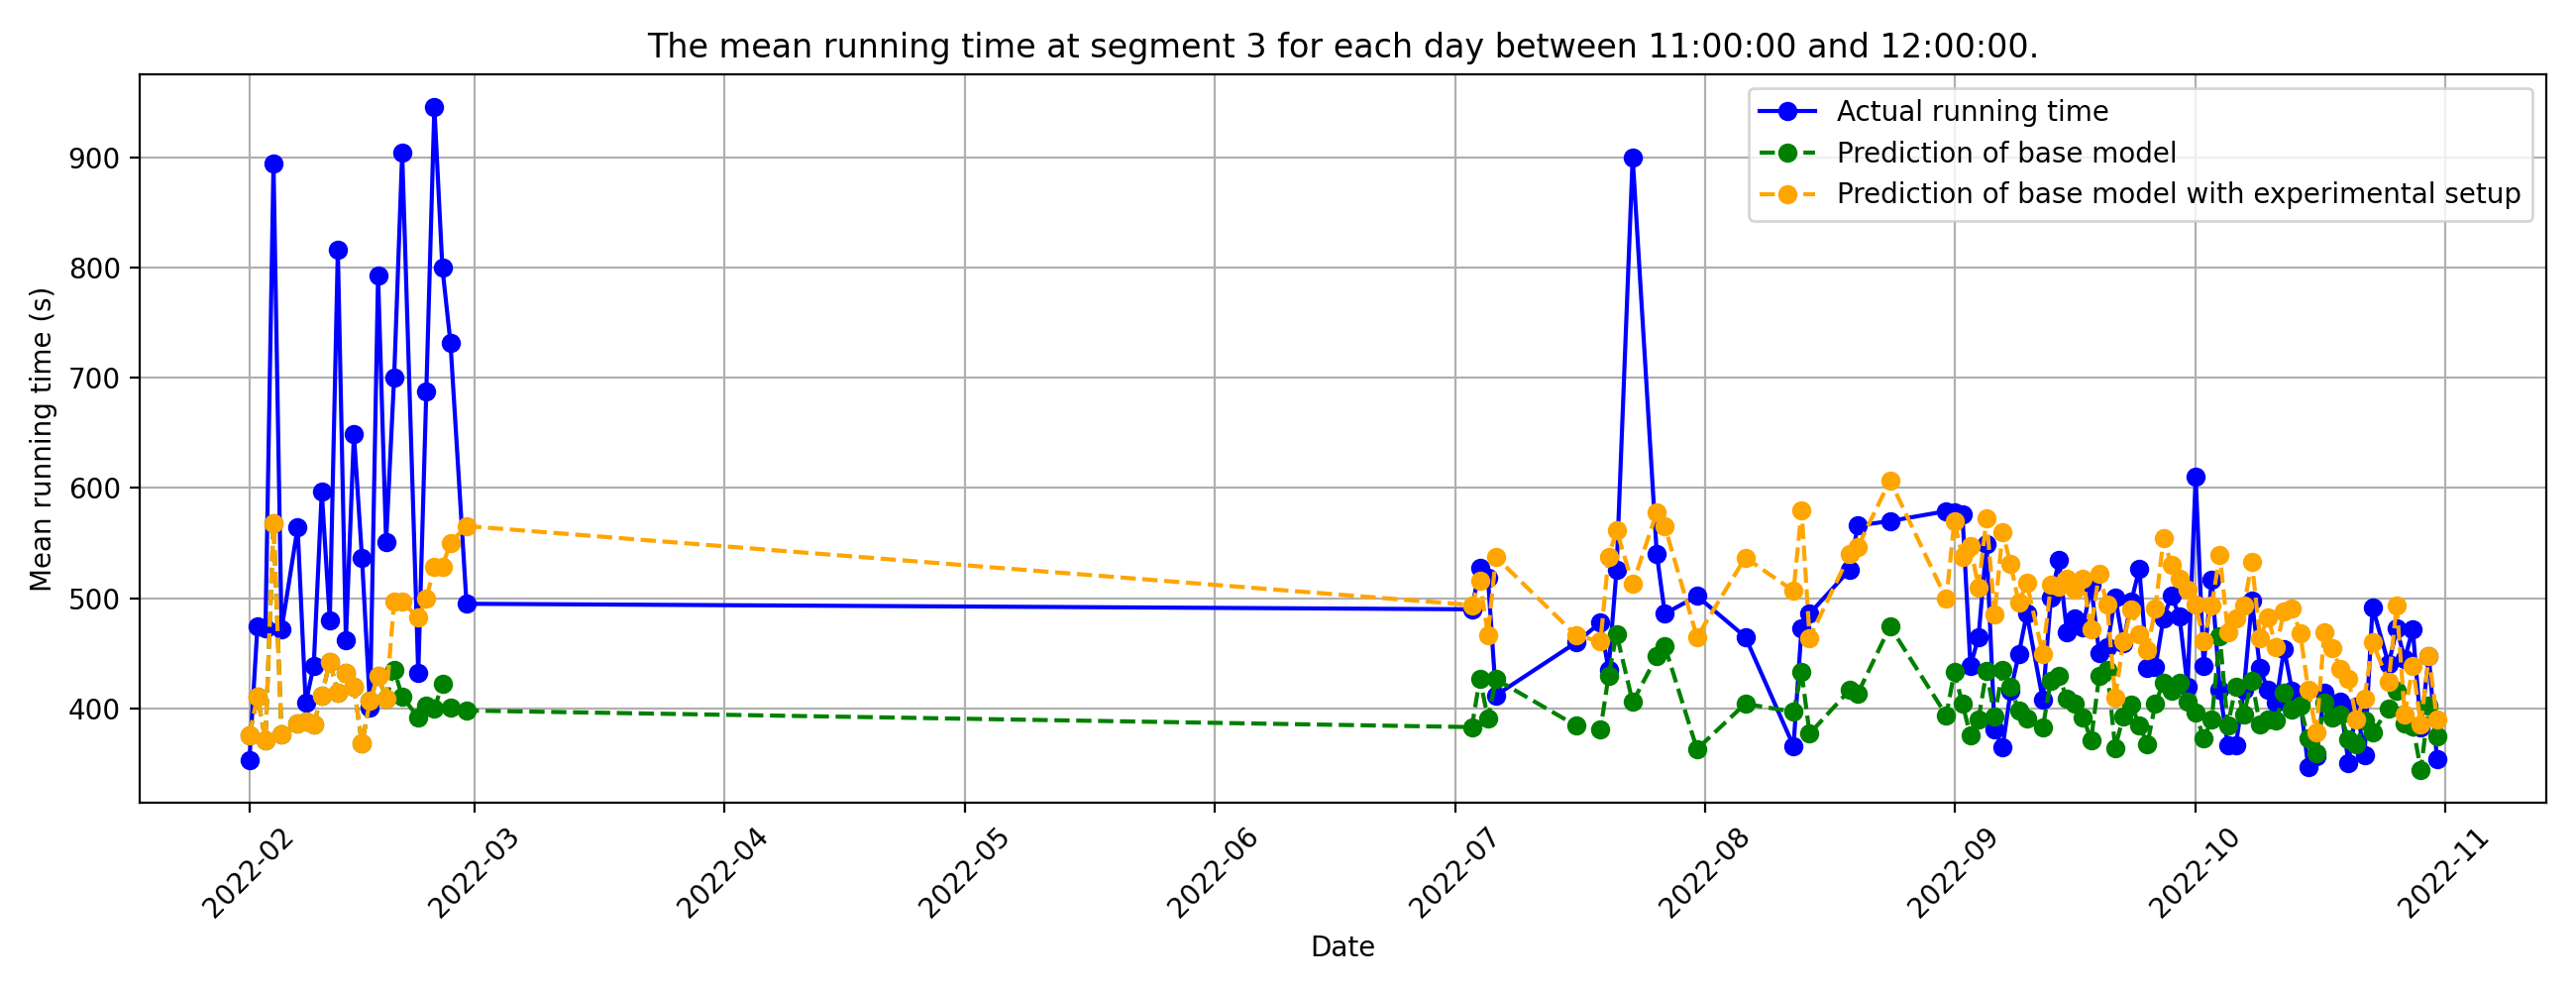 The mean running time at segment 3 for each day between 11:00:00 and 12:00:00.
Actual running time
Prediction of base model
Prediction of base model with experimental setup
Mean running time (s)
900
800
700
600
500
400
2022-02
2022-03
2022-04
2022-05
2022-06
2022-07
2022-08
2022-09
2022-10
2022-11
Date